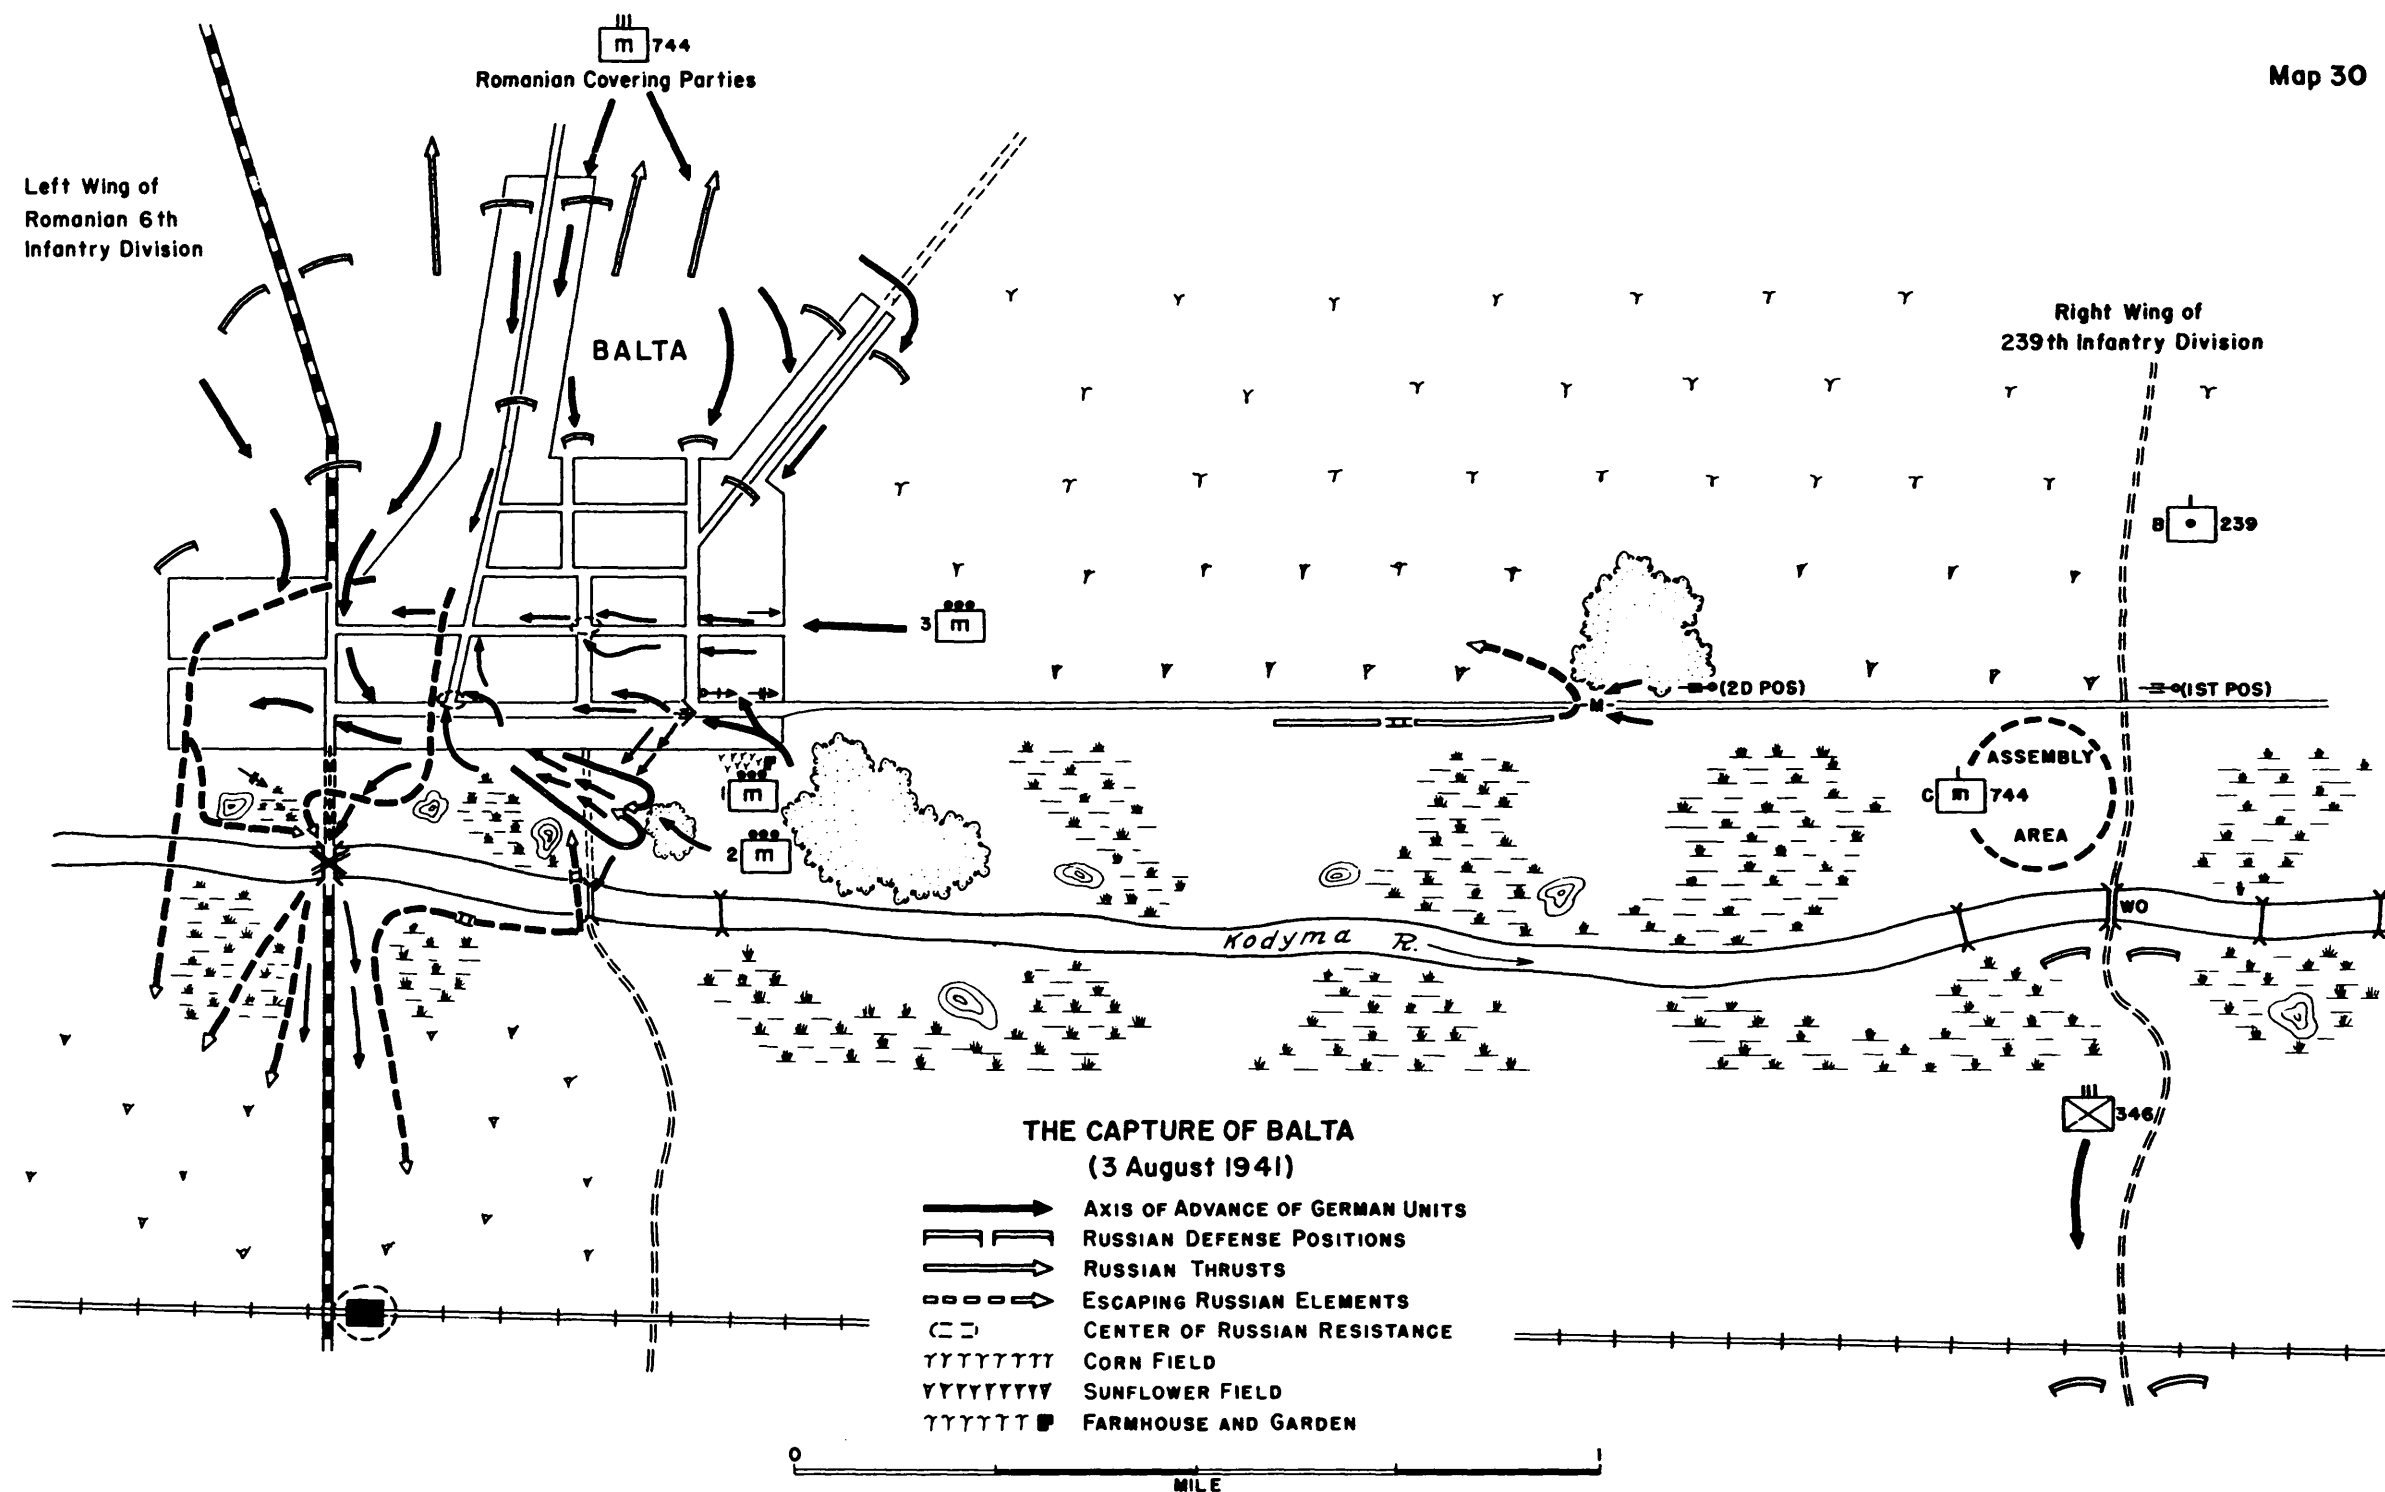 Map 30
m 744
Romanian Covering Parties
Left Wing of
Romanian 6th
Infantry Division
BALTA
Right Wing of
239th Infantry Division
B 239
3 m
(2D POS)
(1ST POS)
M
ASSEMBLY
C m 744
AREA
1 m
2 m
WO
Kodyma R.
346
THE CAPTURE OF BALTA
(3 August 1941)
AXIS OF ADVANCE OF GERMAN UNITS
RUSSIAN DEFENSE POSITIONS
RUSSIAN THRUSTS
ESCAPING RUSSIAN ELEMENTS
CENTER OF RUSSIAN RESISTANCE
CORN FIELD
SUNFLOWER FIELD
FARMHOUSE AND GARDEN
0 1
MILE